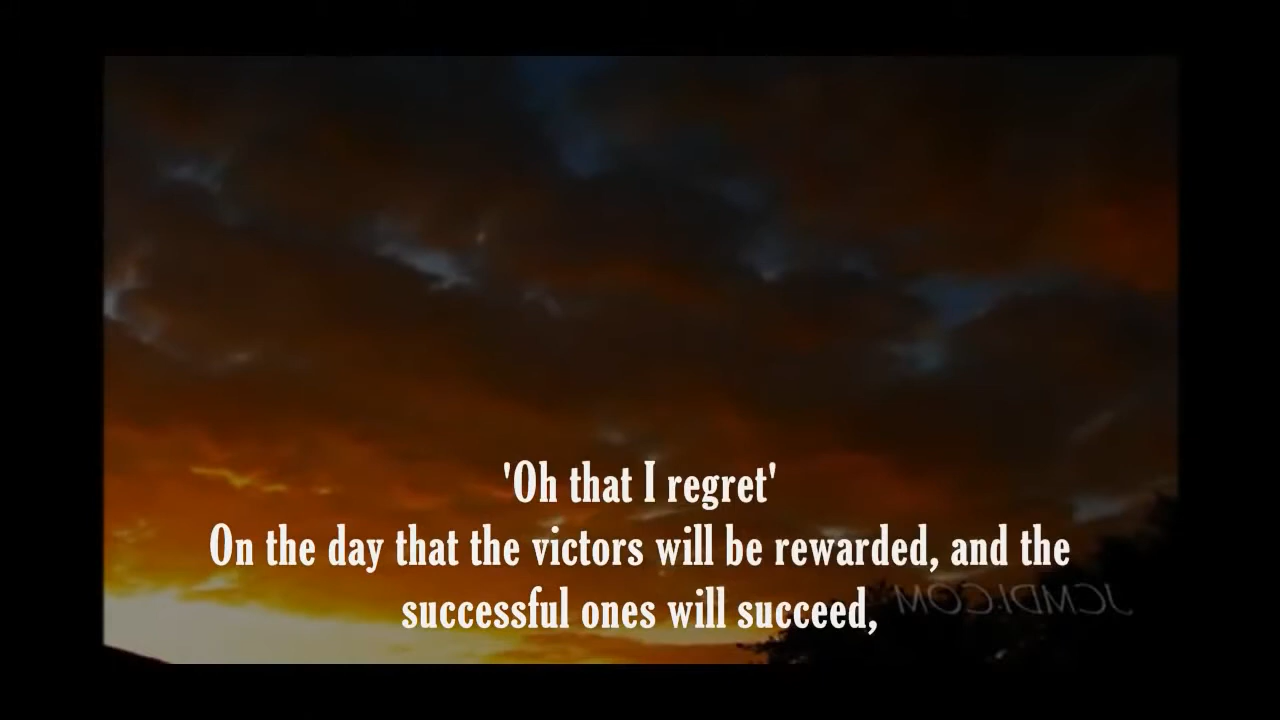 'Oh that I regret'
On the day that the victors will be rewarded, and the
successful ones will succeed,
JCMDI.COM